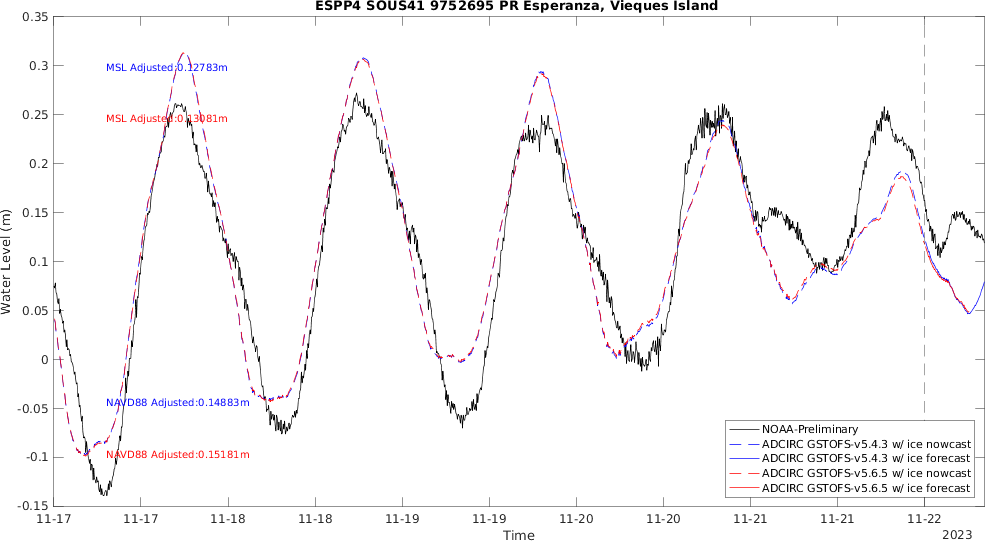 ESPP4 SOUS41 9752695 PR Esperanza, Vieques Island
0.35
0.3
0.25
0.2
0.15
0.1
0.05
0
-0.05
-0.1
-0.15
Water Level (m)
MSL Adjusted:0.12783m
MSL Adjusted:0.13081m
NAVD88 Adjusted:0.14883m
NAVD88 Adjusted:0.15181m
NOAA-Preliminary
ADCIRC GSTOFS-v5.4.3 w/ ice nowcast
ADCIRC GSTOFS-v5.4.3 w/ ice forecast
ADCIRC GSTOFS-v5.6.5 w/ ice nowcast
ADCIRC GSTOFS-v5.6.5 w/ ice forecast
11-17 11-17 11-18 11-18 11-19 11-19 11-20 11-20 11-21 11-21 11-22
Time
2023